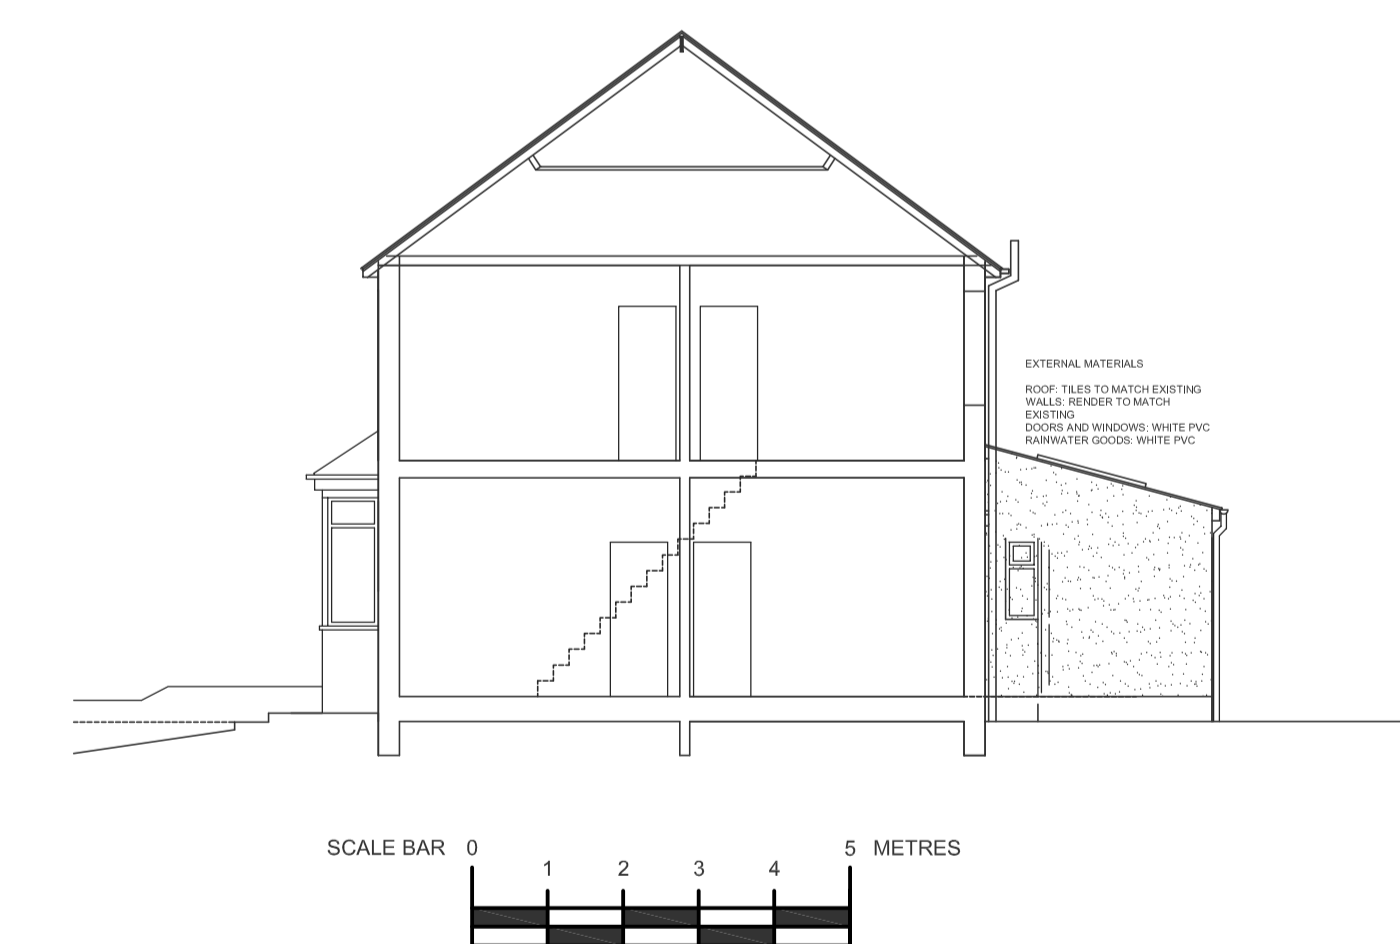 EXTERNAL MATERIALS
ROOF: TILES TO MATCH EXISTING
WALLS: RENDER TO MATCH
EXISTING
DOORS AND WINDOWS: WHITE PVC
RAINWATER GOODS: WHITE PVC
SCALE BAR 0 5 METRES
1 2 3 4